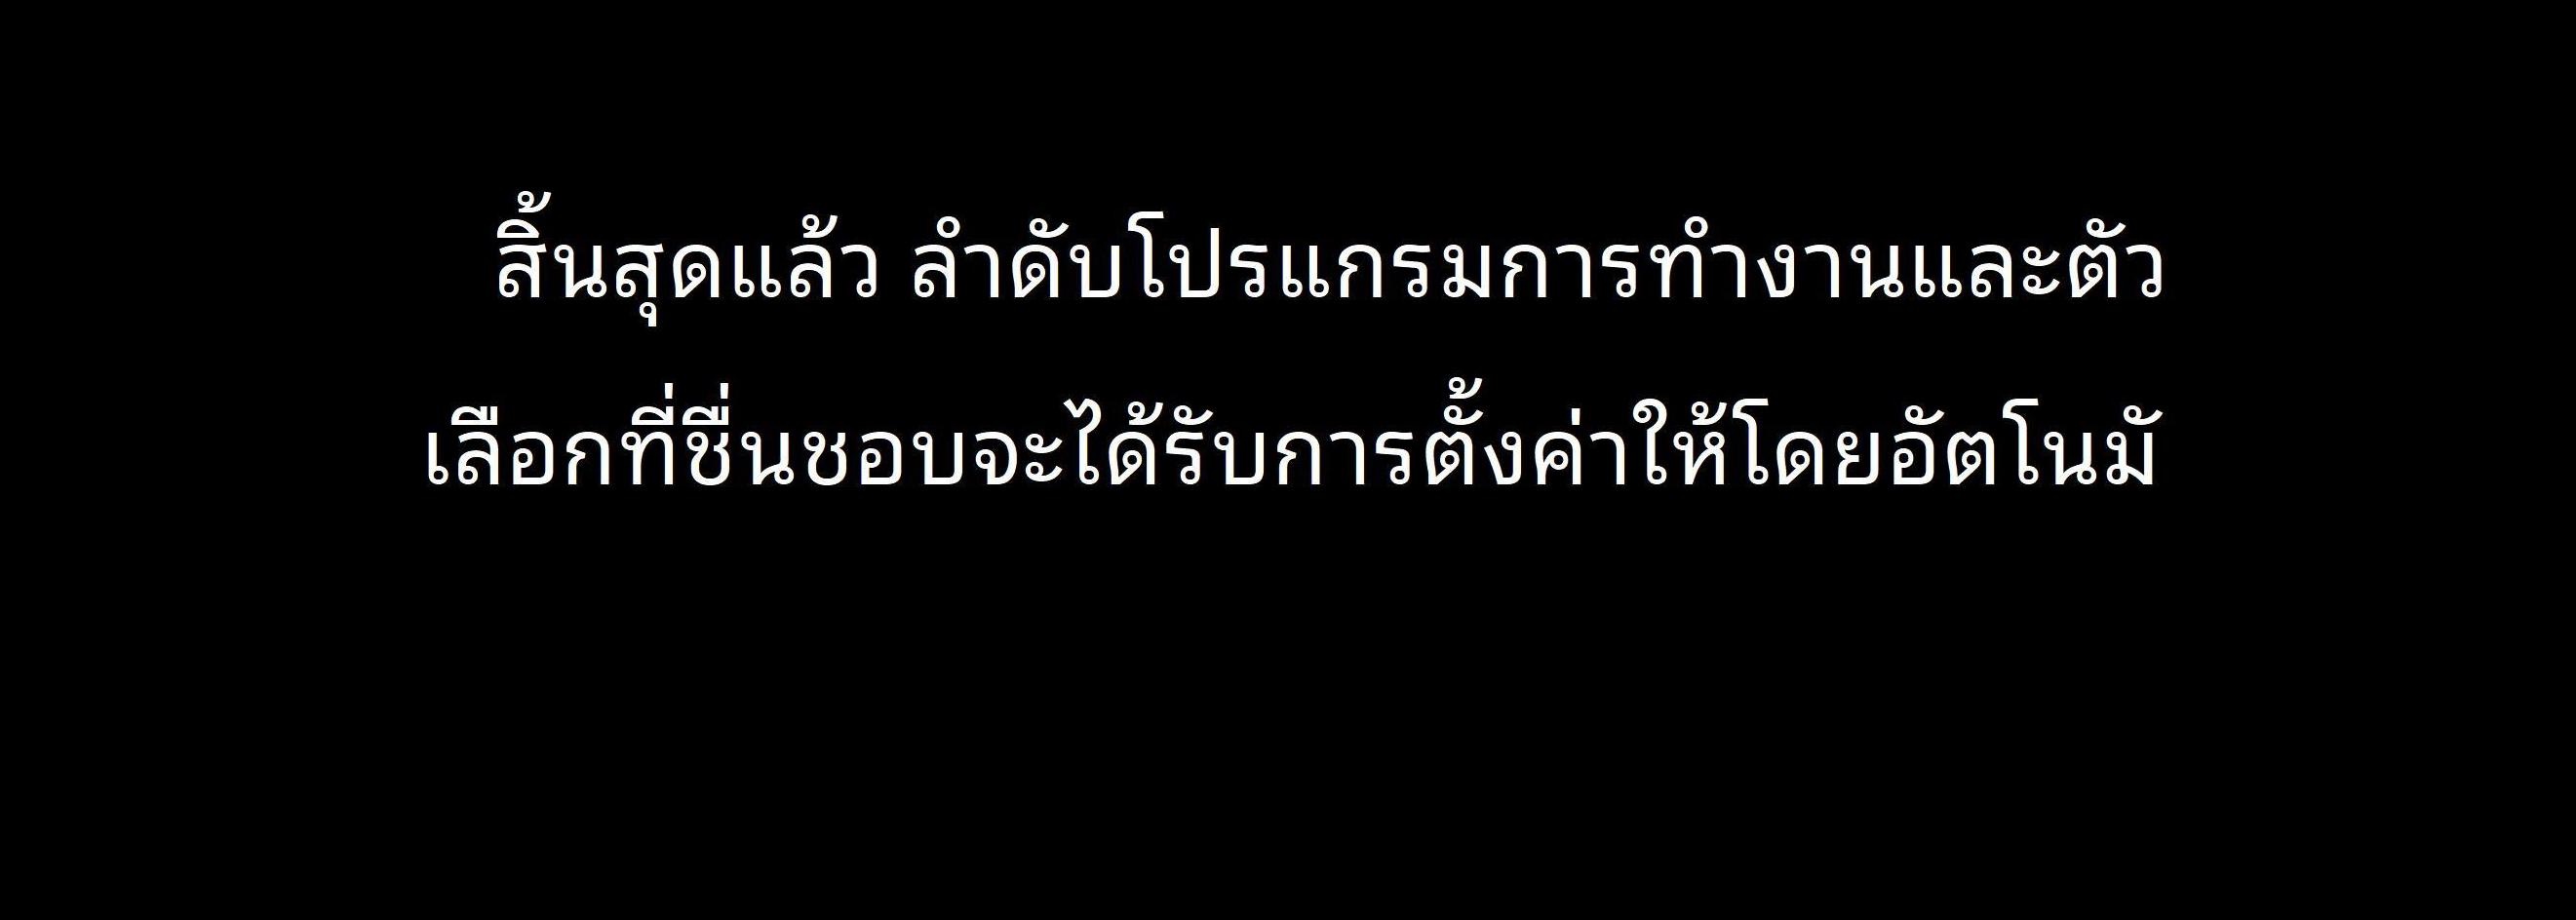 สิ้นสุดแล้ว ลำดับโปรแกรมการทำงานและตัว
เลือกที่ชื่นชอบจะได้รับการตั้งค่าให้โดยอัตโนมั